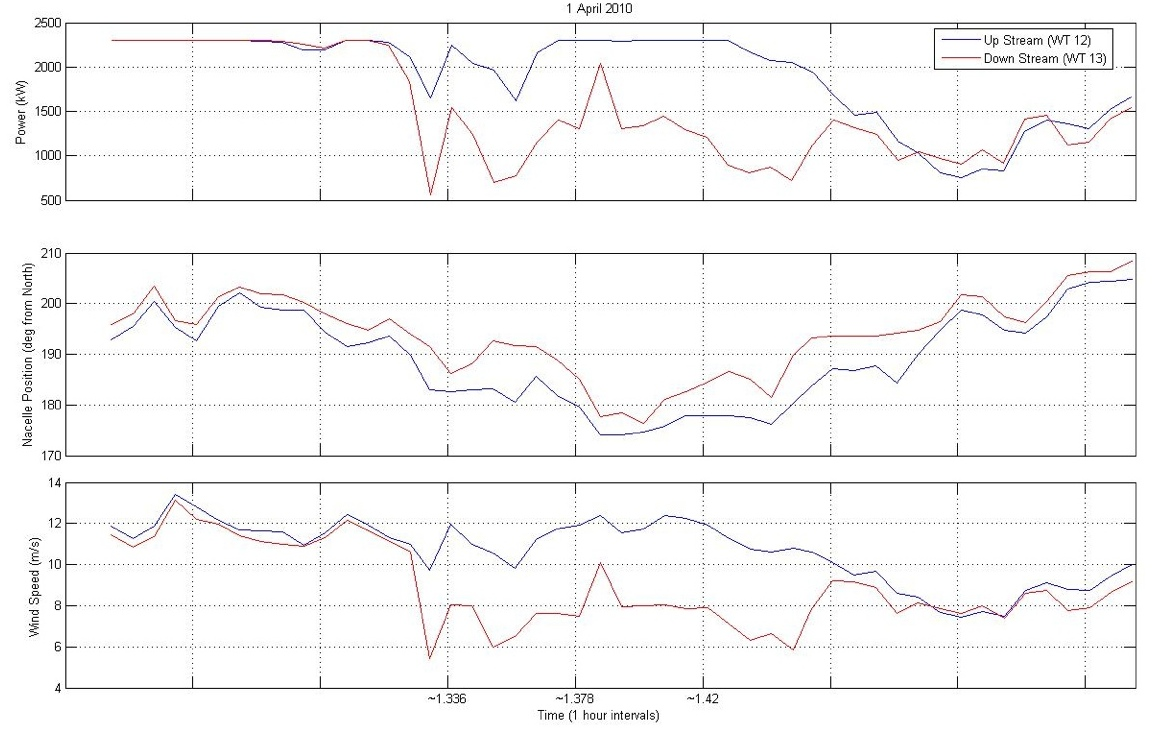 1 April 2010
2500
2000
1500
1000
500
Power (kW)
Up Stream (WT 12)
Down Stream (WT 13)
210
200
190
180
170
Nacelle Position (deg from North)
14
12
10
8
6
4
Wind Speed (m/s)
~1.336 ~1.378 ~1.42
Time (1 hour intervals)